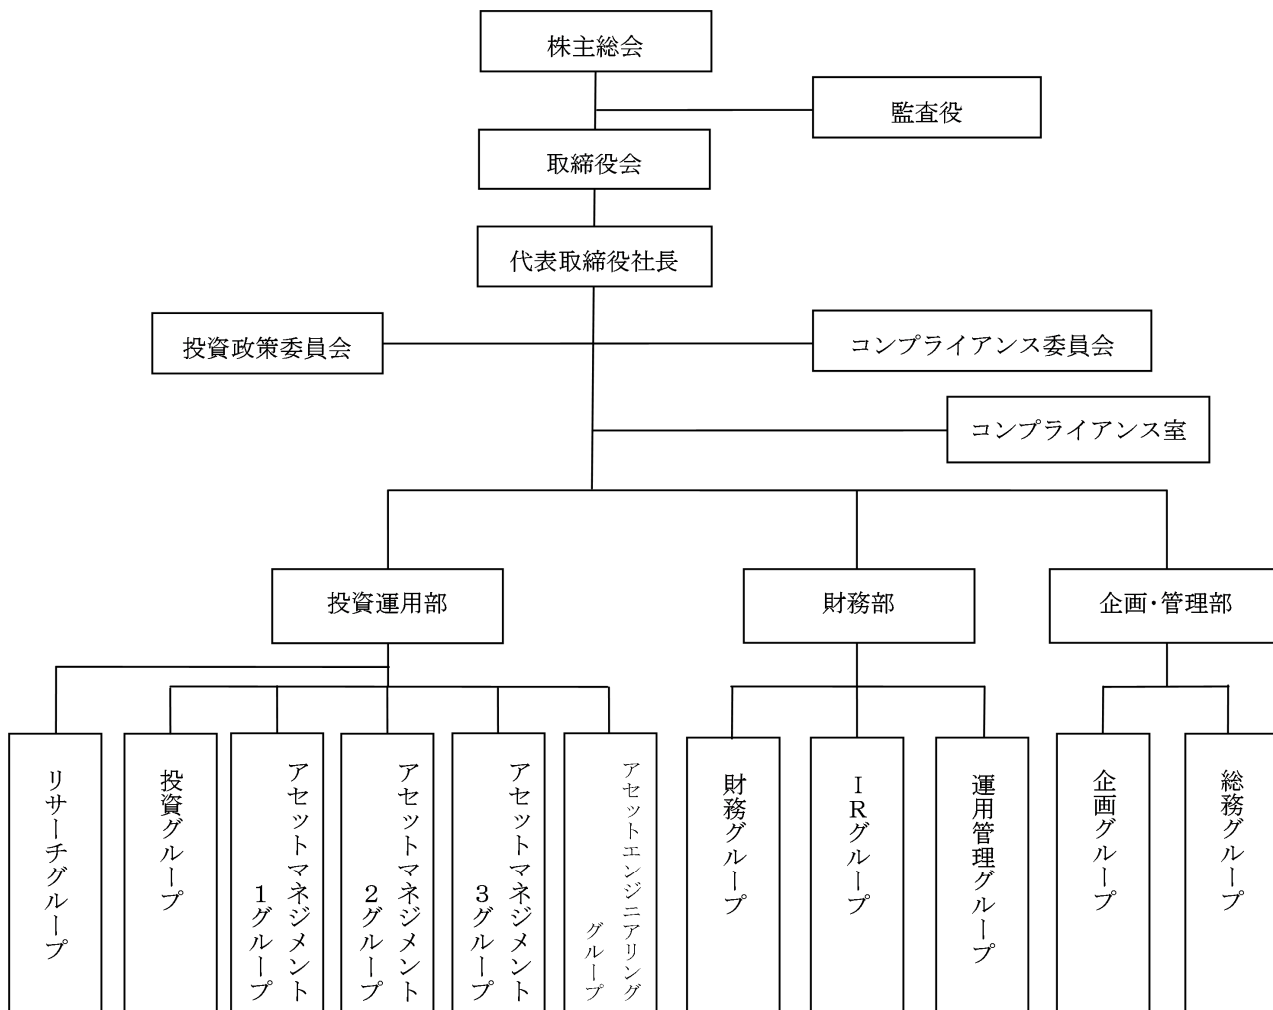 株主総会
監査役
取締役会
代表取締役社長
投資政策委員会
コンプライアンス委員会
コンプライアンス室
投資運用部
財務部
企画・管理部
リサーチグループ
投資グループ
アセットマネジメント
1グループ
アセットマネジメント
2グループ
アセットマネジメント
3グループ
アセットエンジニアリング
グループ
財務グループ
IRグループ
運用管理グループ
企画グループ
総務グループ